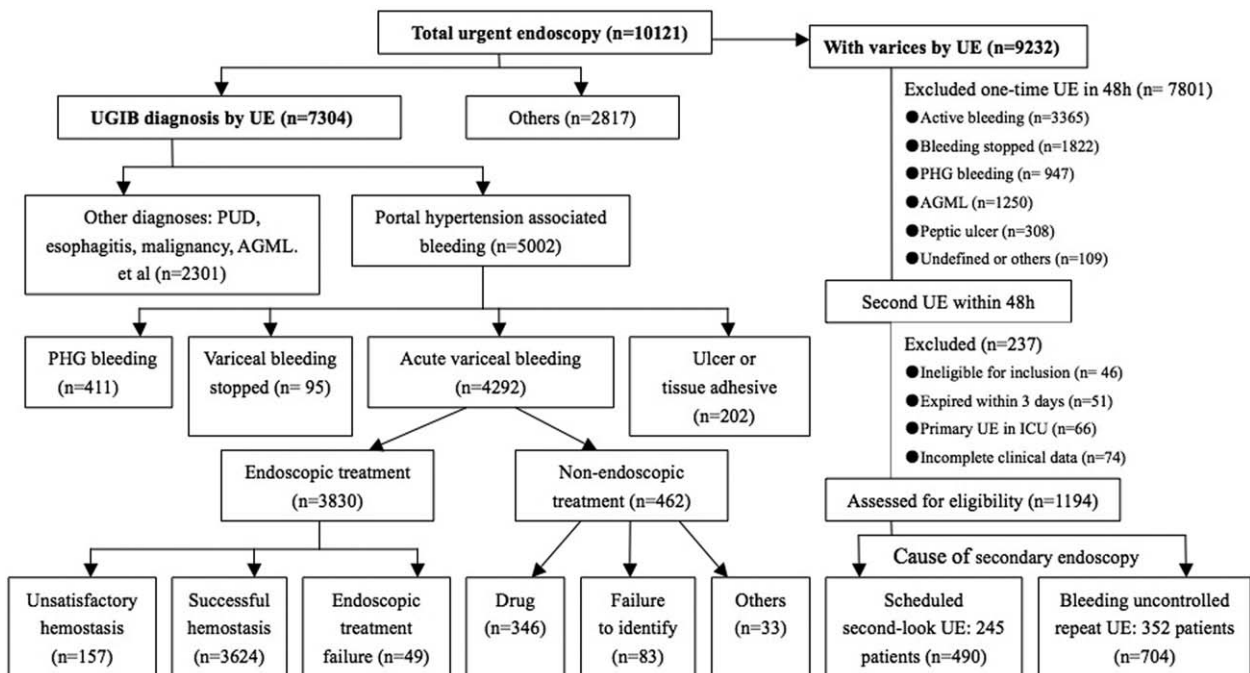 Total urgent endoscopy (n=10121)
With varices by UE (n=9232)
UGIB diagnosis by UE (n=7304)
Others (n=2817)
Excluded one-time UE in 48h (n= 7801)
●Active bleeding (n=3365)
●Bleeding stopped (n=1822)
●PHG bleeding (n= 947)
●AGML (n=1250)
●Peptic ulcer (n=308)
●Undefined or others (n=109)
Other diagnoses: PUD,
esophagitis, malignancy, AGML.
et al (n=2301)
Portal hypertension associated
bleeding (n=5002)
Second UE within 48h
PHG bleeding
(n=411)
Variceal bleeding
stopped (n= 95)
Acute variceal bleeding
(n=4292)
Ulcer or
tissue adhesive
(n=202)
Excluded (n=237)
●Ineligible for inclusion (n= 46)
●Expired within 3 days (n=51)
●Primary UE in ICU (n=66)
●Incomplete clinical data (n=74)
Endoscopic treatment
(n=3830)
Non-endoscopic
treatment (n=462)
Assessed for eligibility (n=1194)
Cause of secondary endoscopy
Unsatisfactory
hemostasis
(n=157)
Successful
hemostasis
(n=3624)
Endoscopic
treatment
failure (n=49)
Drug
(n=346)
Failure
to identify
(n=83)
Others
(n=33)
Scheduled
second-look UE: 245
patients (n=490)
Bleeding uncontrolled
repeat UE: 352 patients
(n=704)